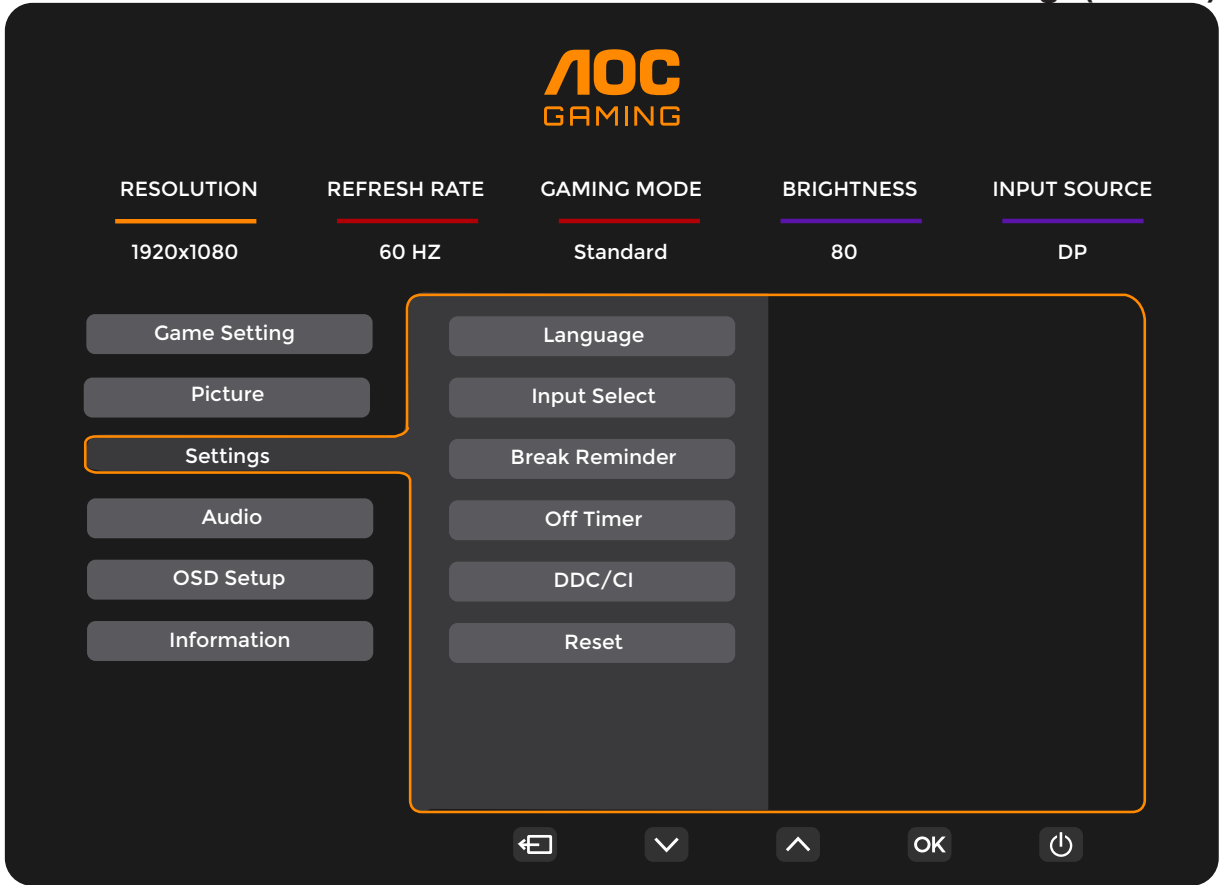 AOC
GAMING
RESOLUTION REFRESH RATE GAMING MODE BRIGHTNESS INPUT SOURCE
1920x1080 60 HZ Standard 80 DP
Game Setting
Picture
Settings
Audio
OSD Setup
Information
Language
Input Select
Break Reminder
Off Timer
DDC/CI
Reset
OK